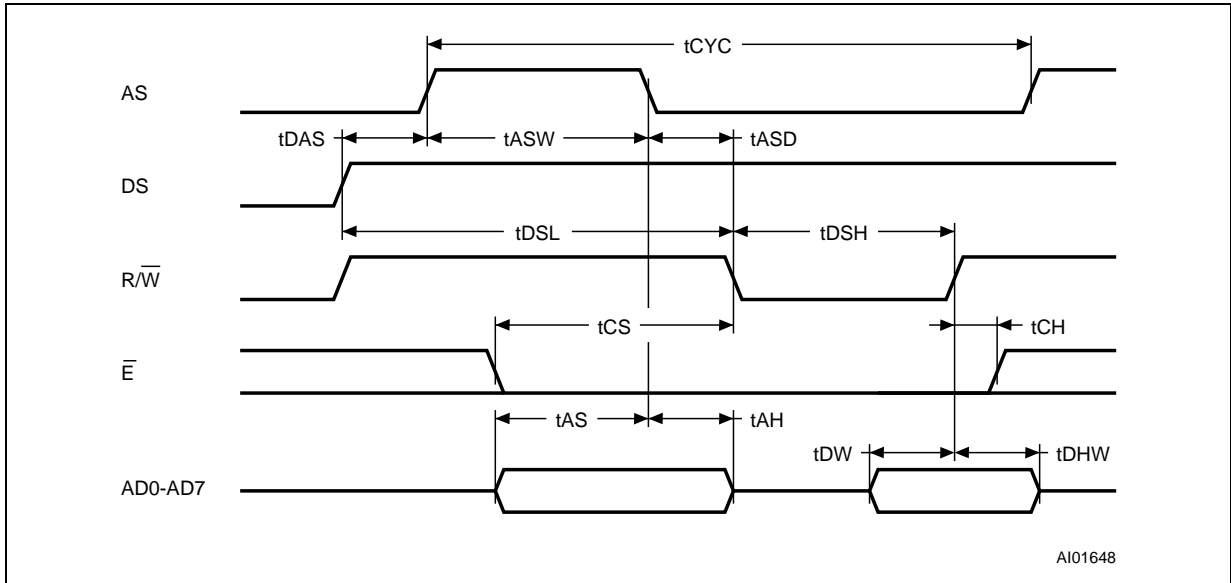 tCYC
AS
tDAS tASW tASD
DS
tDSL tDSH
R/W̅
tCS tCH
E̅
tAS tAH
tDW tDHW
AD0-AD7
AI01648